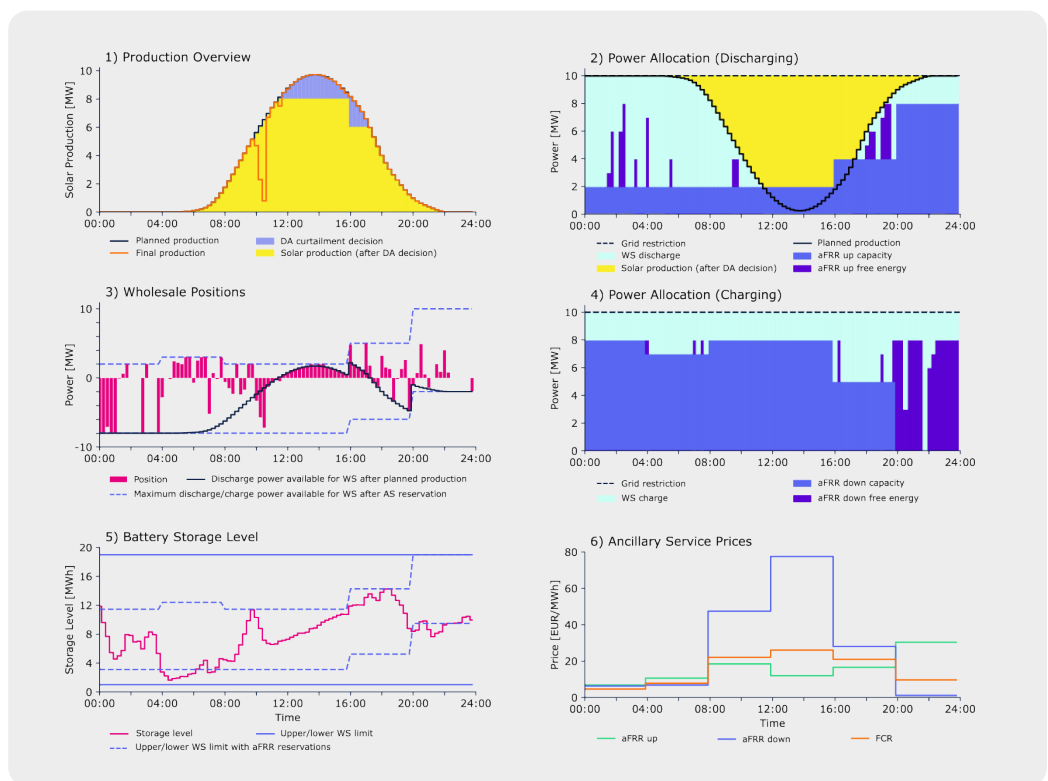 1) Production Overview
Solar Production [MW]
10
8
6
4
2
0
00:00 04:00 08:00 12:00 16:00 20:00 24:00
Planned production
DA curtailment decision
Final production
Solar production (after DA decision)
2) Power Allocation (Discharging)
Power [MW]
10
8
6
4
2
0
00:00 04:00 08:00 12:00 16:00 20:00 24:00
Grid restriction
Planned production
WS discharge
aFRR up capacity
Solar production (after DA decision)
aFRR up free energy
3) Wholesale Positions
Power [MW]
10
0
-10
00:00 04:00 08:00 12:00 16:00 20:00 24:00
Position
Discharge power available for WS after planned production
Maximum discharge/charge power available for WS after AS reservation
4) Power Allocation (Charging)
Power [MW]
10
8
6
4
2
0
00:00 04:00 08:00 12:00 16:00 20:00 24:00
Grid restriction
aFRR down capacity
WS charge
aFRR down free energy
5) Battery Storage Level
Storage Level [MWh]
20
16
12
8
4
0
00:00 04:00 08:00 12:00 16:00 20:00 24:00
Time
Storage level
Upper/lower WS limit
Upper/lower WS limit with aFRR reservations
6) Ancillary Service Prices
Price [EUR/MWh]
80
60
40
20
0
00:00 04:00 08:00 12:00 16:00 20:00 24:00
Time
aFRR up
aFRR down
FCR